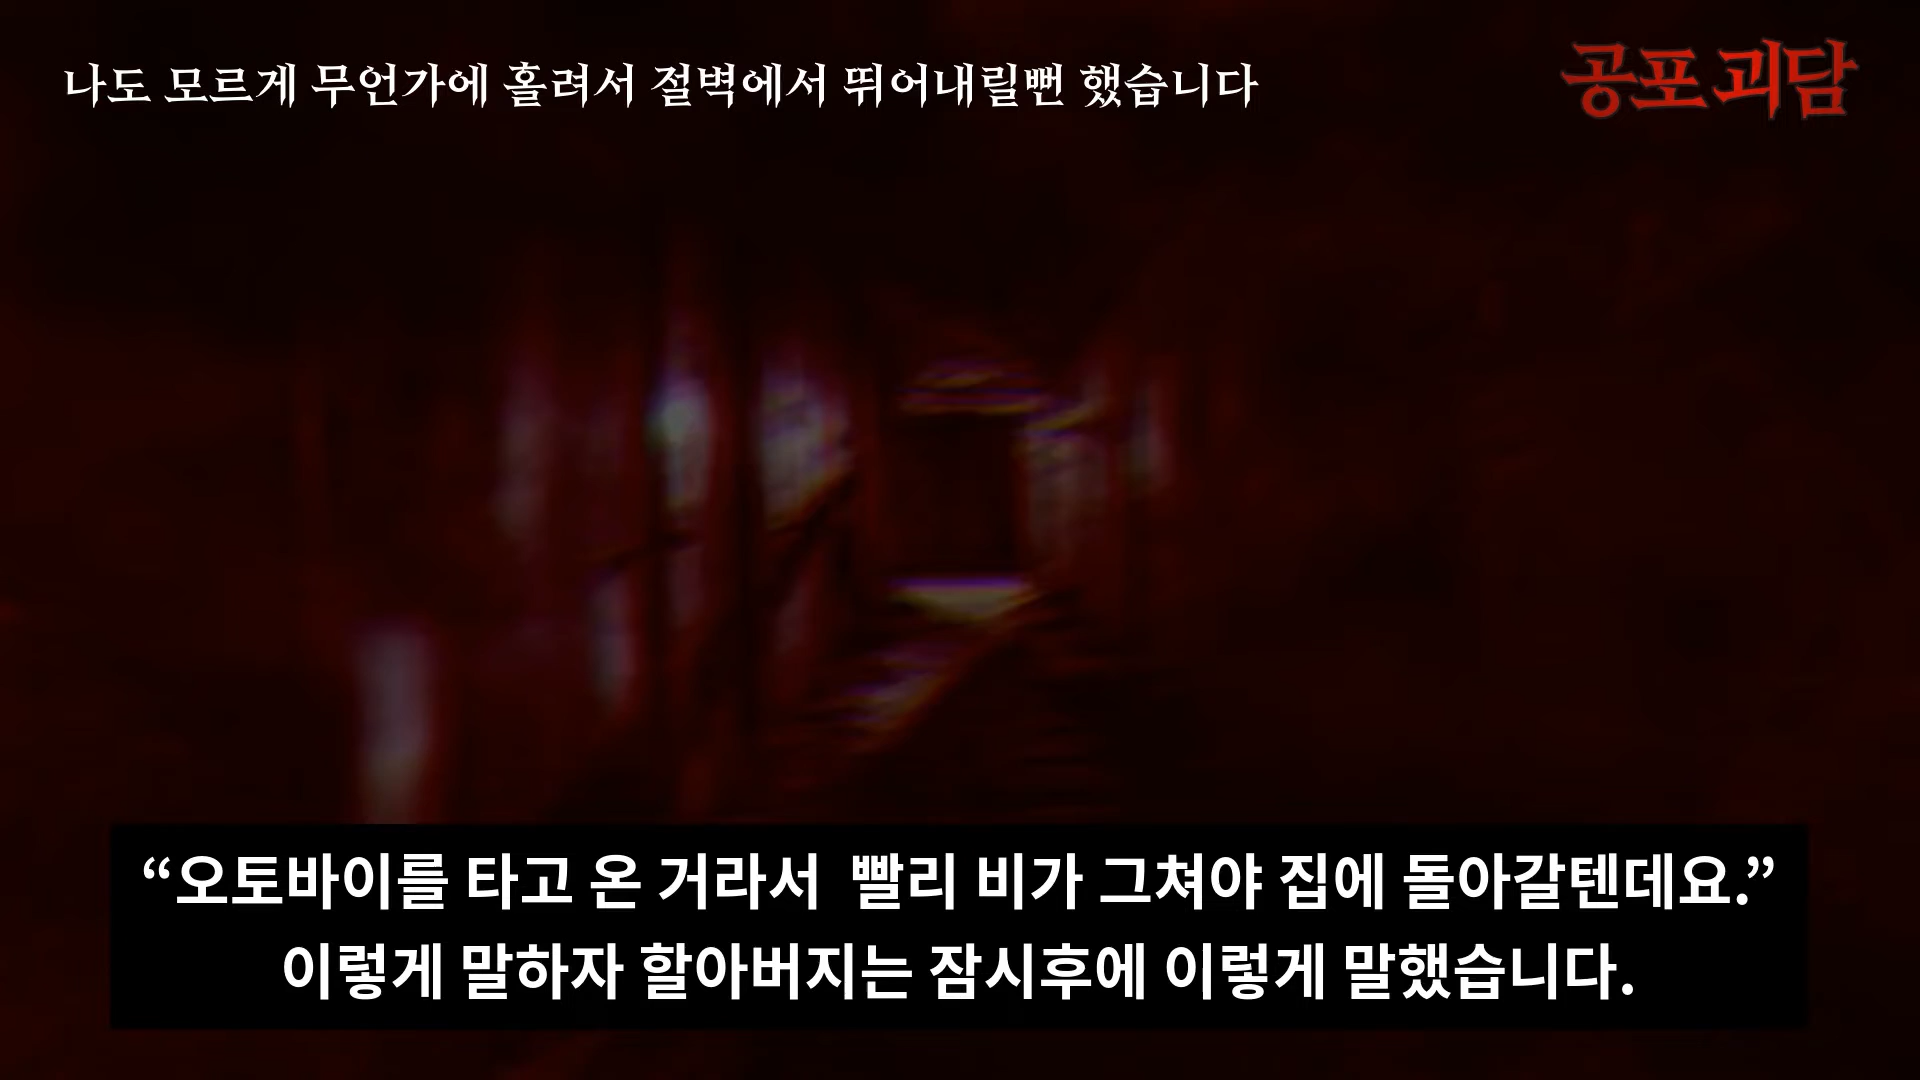 나도 모르게 무언가에 홀려서 절벽에서 뛰어내릴뻔 했습니다
공포괴담
“오토바이를 타고 온 거라서 빨리 비가 그쳐야 집에 돌아갈텐데요.”
이렇게 말하자 할아버지는 잠시후에 이렇게 말했습니다.